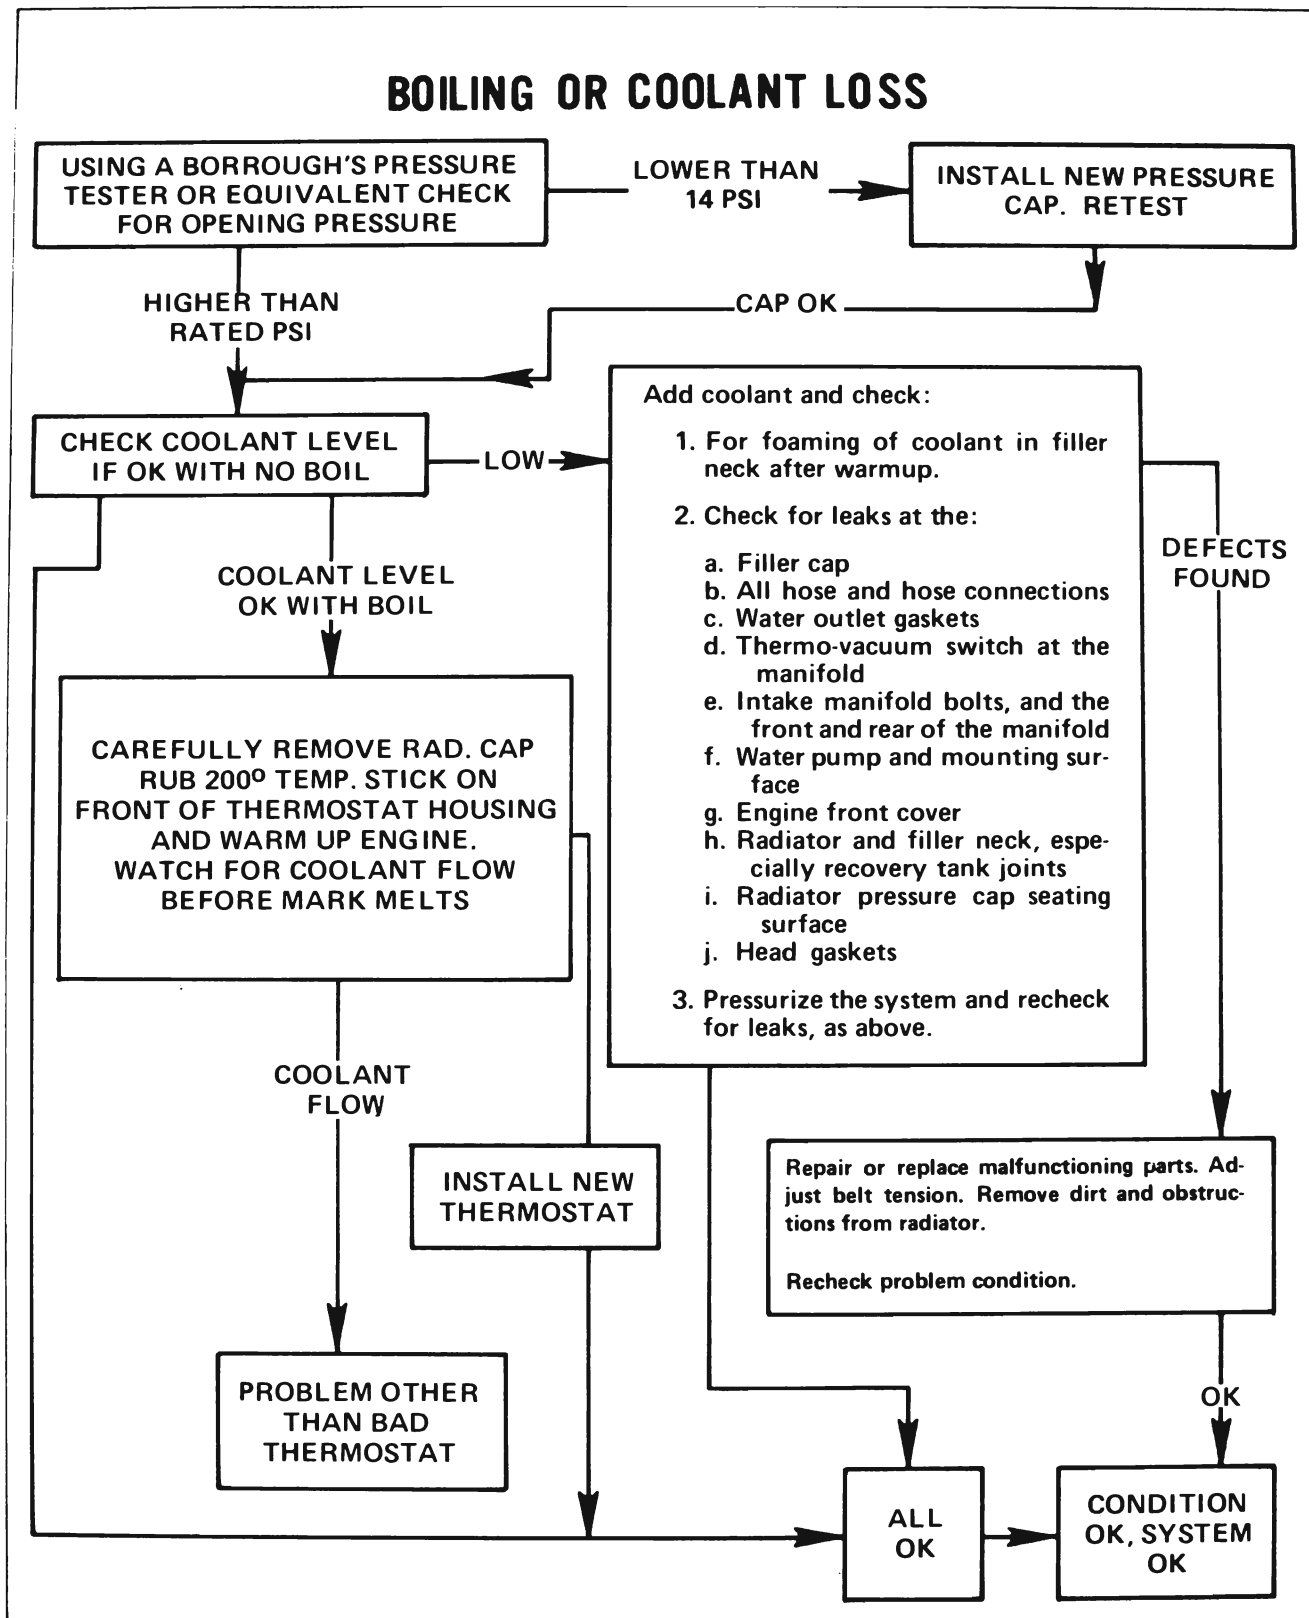 BOILING OR COOLANT LOSS
USING A BORROUGH'S PRESSURE
TESTER OR EQUIVALENT CHECK
FOR OPENING PRESSURE
LOWER THAN
14 PSI
INSTALL NEW PRESSURE
CAP. RETEST
HIGHER THAN
RATED PSI
CAP OK
CHECK COOLANT LEVEL
IF OK WITH NO BOIL
LOW
Add coolant and check:
1. For foaming of coolant in filler
neck after warmup.
2. Check for leaks at the:
a. Filler cap
b. All hose and hose connections
c. Water outlet gaskets
d. Thermo-vacuum switch at the
manifold
e. Intake manifold bolts, and the
front and rear of the manifold
f. Water pump and mounting sur-
face
g. Engine front cover
h. Radiator and filler neck, espe-
cially recovery tank joints
i. Radiator pressure cap seating
surface
j. Head gaskets
3. Pressurize the system and recheck
for leaks, as above.
DEFECTS
FOUND
COOLANT LEVEL
OK WITH BOIL
CAREFULLY REMOVE RAD. CAP
RUB 200º TEMP. STICK ON
FRONT OF THERMOSTAT HOUSING
AND WARM UP ENGINE.
WATCH FOR COOLANT FLOW
BEFORE MARK MELTS
COOLANT
FLOW
INSTALL NEW
THERMOSTAT
Repair or replace malfunctioning parts. Ad-
just belt tension. Remove dirt and obstruc-
tions from radiator.
Recheck problem condition.
PROBLEM OTHER
THAN BAD
THERMOSTAT
OK
ALL
OK
CONDITION
OK, SYSTEM
OK